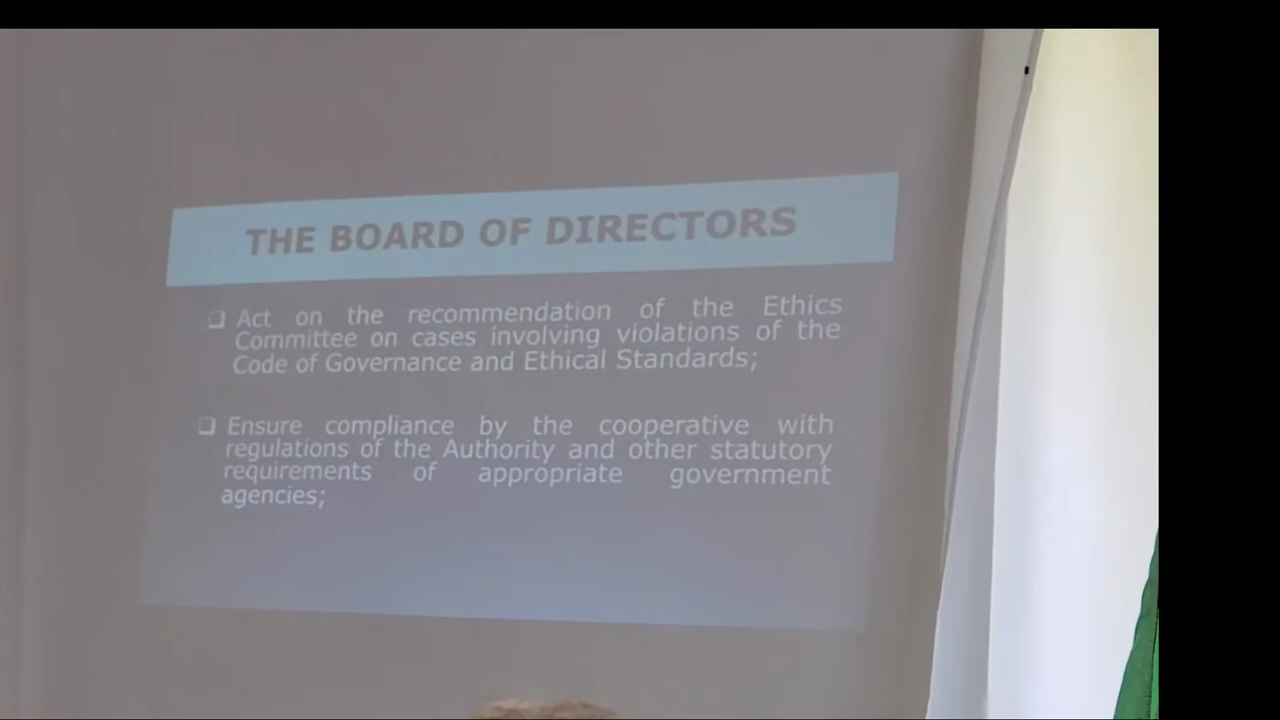 THE BOARD OF DIRECTORS
❑ Act on the recommendation of the Ethics
Committee on cases involving violations of the
Code of Governance and Ethical Standards;
❑ Ensure compliance by the cooperative with
regulations of the Authority and other statutory
requirements of appropriate government
agencies;